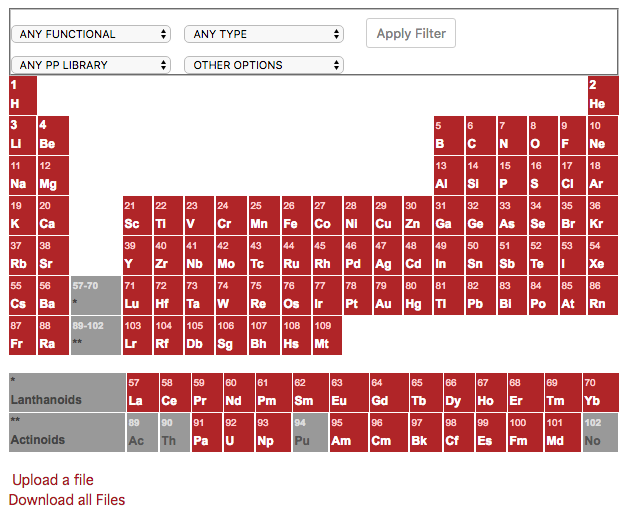 ANY FUNCTIONAL ANY TYPE Apply Filter
ANY PP LIBRARY OTHER OPTIONS
1 2
H He
3 4 5 6 7 8 9 10
Li Be B C N O F Ne
11 12 13 14 15 16 17 18
Na Mg Al Si P S Cl Ar
19 20 21 22 23 24 25 26 27 28 29 30 31 32 33 34 35 36
K Ca Sc Ti V Cr Mn Fe Co Ni Cu Zn Ga Ge As Se Br Kr
37 38 39 40 41 42 43 44 45 46 47 48 49 50 51 52 53 54
Rb Sr Y Zr Nb Mo Tc Ru Rh Pd Ag Cd In Sn Sb Te I Xe
55 56 57-70 71 72 73 74 75 76 77 78 79 80 81 82 83 84 85 86
Cs Ba * Lu Hf Ta W Re Os Ir Pt Au Hg Tl Pb Bi Po At Rn
87 88 89-102 103 104 105 106 107 108 109
Fr Ra ** Lr Rf Db Sg Bh Hs Mt
* 57 58 59 60 61 62 63 64 65 66 67 68 69 70
Lanthanoids La Ce Pr Nd Pm Sm Eu Gd Tb Dy Ho Er Tm Yb
** 89 90 91 92 93 94 95 96 97 98 99 100 101 102
Actinoids Ac Th Pa U Np Pu Am Cm Bk Cf Es Fm Md No
Upload a file
Download all Files